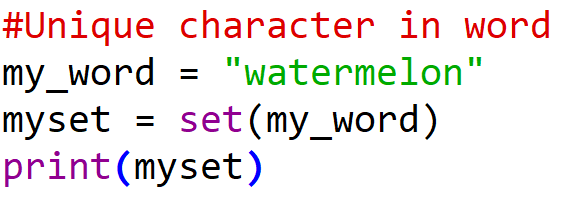 #Unique character in word
my_word = "watermelon"
myset = set(my_word)
print(myset)